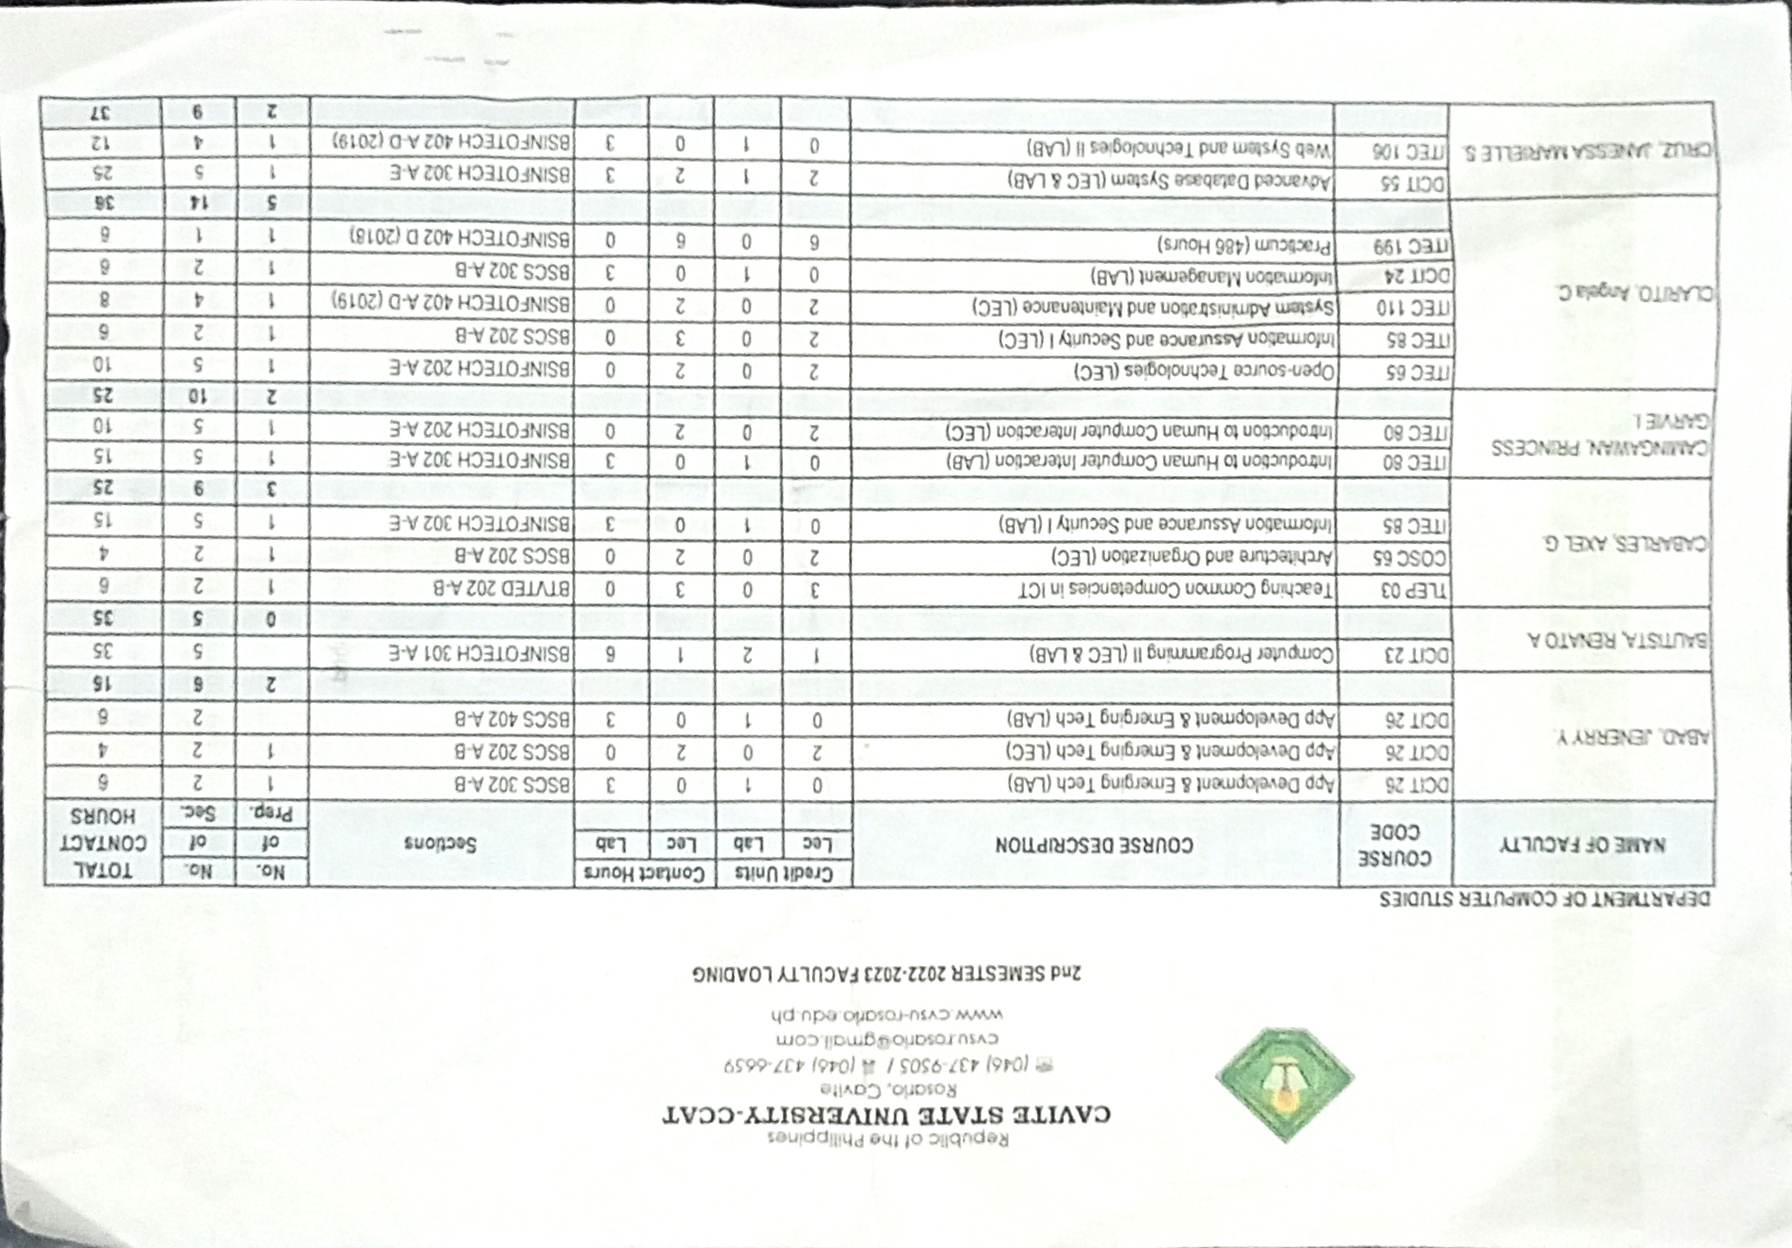 Republic of the Philippines
CAVITE STATE UNIVERSITY-CCAT
Rosario, Cavite
(046) 437-9505 / (046) 437-6659
cvsu.rosario@gmail.com
www.cvsu-rosario.edu.ph
2nd SEMESTER 2022-2023 FACULTY LOADING
DEPARTMENT OF COMPUTER STUDIES
NAME OF FACULTY COURSE CODE COURSE DESCRIPTION Credit Units Contact Hours Sections No. of Prep. No. of Sec. TOTAL CONTACT HOURS
Lec Lab Lec Lab
ABAD, JENERRY Y.
DCIT 26 App Development & Emerging Tech (LAB) 0 1 0 3 BSCS 302 A-B 1 2 6
DCIT 26 App Development & Emerging Tech (LEC) 2 0 2 0 BSCS 202 A-B 1 2 4
DCIT 26 App Development & Emerging Tech (LAB) 0 1 0 3 BSCS 402 A-B 2 6
2 6 16
BAUTISTA, RENATO A
DCIT 23 Computer Programming II (LEC & LAB) 1 2 1 6 BSINFOTECH 301 A-E 5 35
0 5 35
CABARLES, AXEL G.
TLEP 03 Teaching Common Competencies in ICT 3 0 3 0 BTVTED 202 A-B 1 2 6
COSC 65 Architecture and Organization (LEC) 2 0 2 0 BSCS 202 A-B 1 2 4
ITEC 85 Information Assurance and Security I (LAB) 0 1 0 3 BSINFOTECH 302 A-E 1 5 15
3 9 25
CAMINGAWAN, PRINCESS GARVIE I.
ITEC 80 Introduction to Human Computer Interaction (LAB) 0 1 0 3 BSINFOTECH 302 A-E 1 5 15
ITEC 80 Introduction to Human Computer Interaction (LEC) 2 0 2 0 BSINFOTECH 202 A-E 1 5 10
2 10 25
CLARITO, Angela C.
ITEC 65 Open-source Technologies (LEC) 2 0 2 0 BSINFOTECH 202 A-E 1 5 10
ITEC 85 Information Assurance and Security I (LEC) 2 0 3 0 BSCS 202 A-B 1 2 6
ITEC 110 System Administration and Maintenance (LEC) 2 0 2 0 BSINFOTECH 402 A-D (2019) 1 4 8
DCIT 24 Information Management (LAB) 0 1 0 3 BSCS 302 A-B 1 2 6
ITEC 199 Practicum (486 Hours) 6 0 6 0 BSINFOTECH 402 D (2018) 1 1 6
5 14 36
CRUZ, JANESSA MARIELLE S.
DCIT 55 Advanced Database System (LEC & LAB) 2 1 2 3 BSINFOTECH 302 A-E 1 5 25
ITEC 106 Web System and Technologies II (LAB) 0 1 0 3 BSINFOTECH 402 A-D (2019) 1 4 12
2 9 37